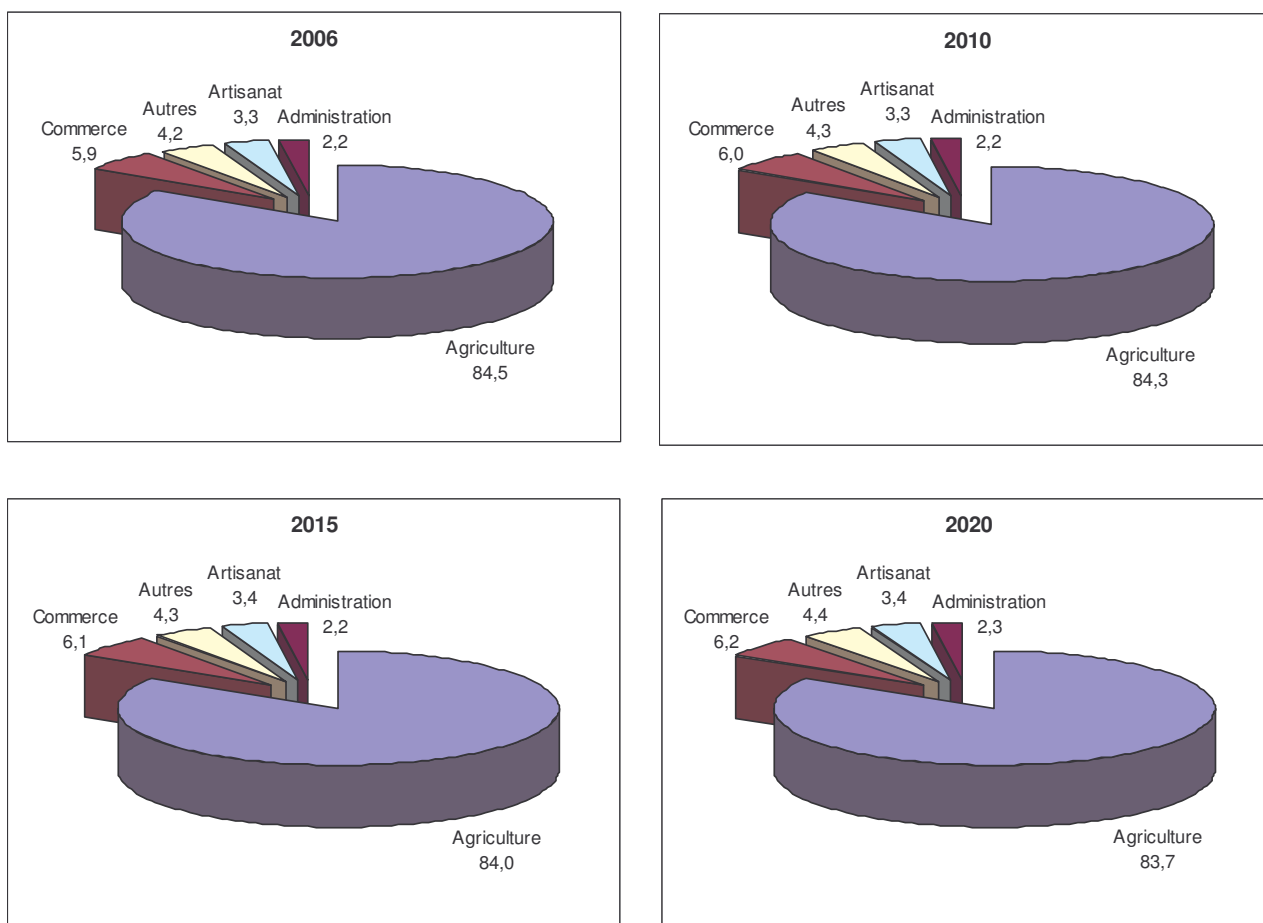 2006
Commerce
5,9
Autres
4,2
Artisanat
3,3
Administration
2,2
Agriculture
84,5
2010
Commerce
6,0
Autres
4,3
Artisanat
3,3
Administration
2,2
Agriculture
84,3
2015
Commerce
6,1
Autres
4,3
Artisanat
3,4
Administration
2,2
Agriculture
84,0
2020
Commerce
6,2
Autres
4,4
Artisanat
3,4
Administration
2,3
Agriculture
83,7